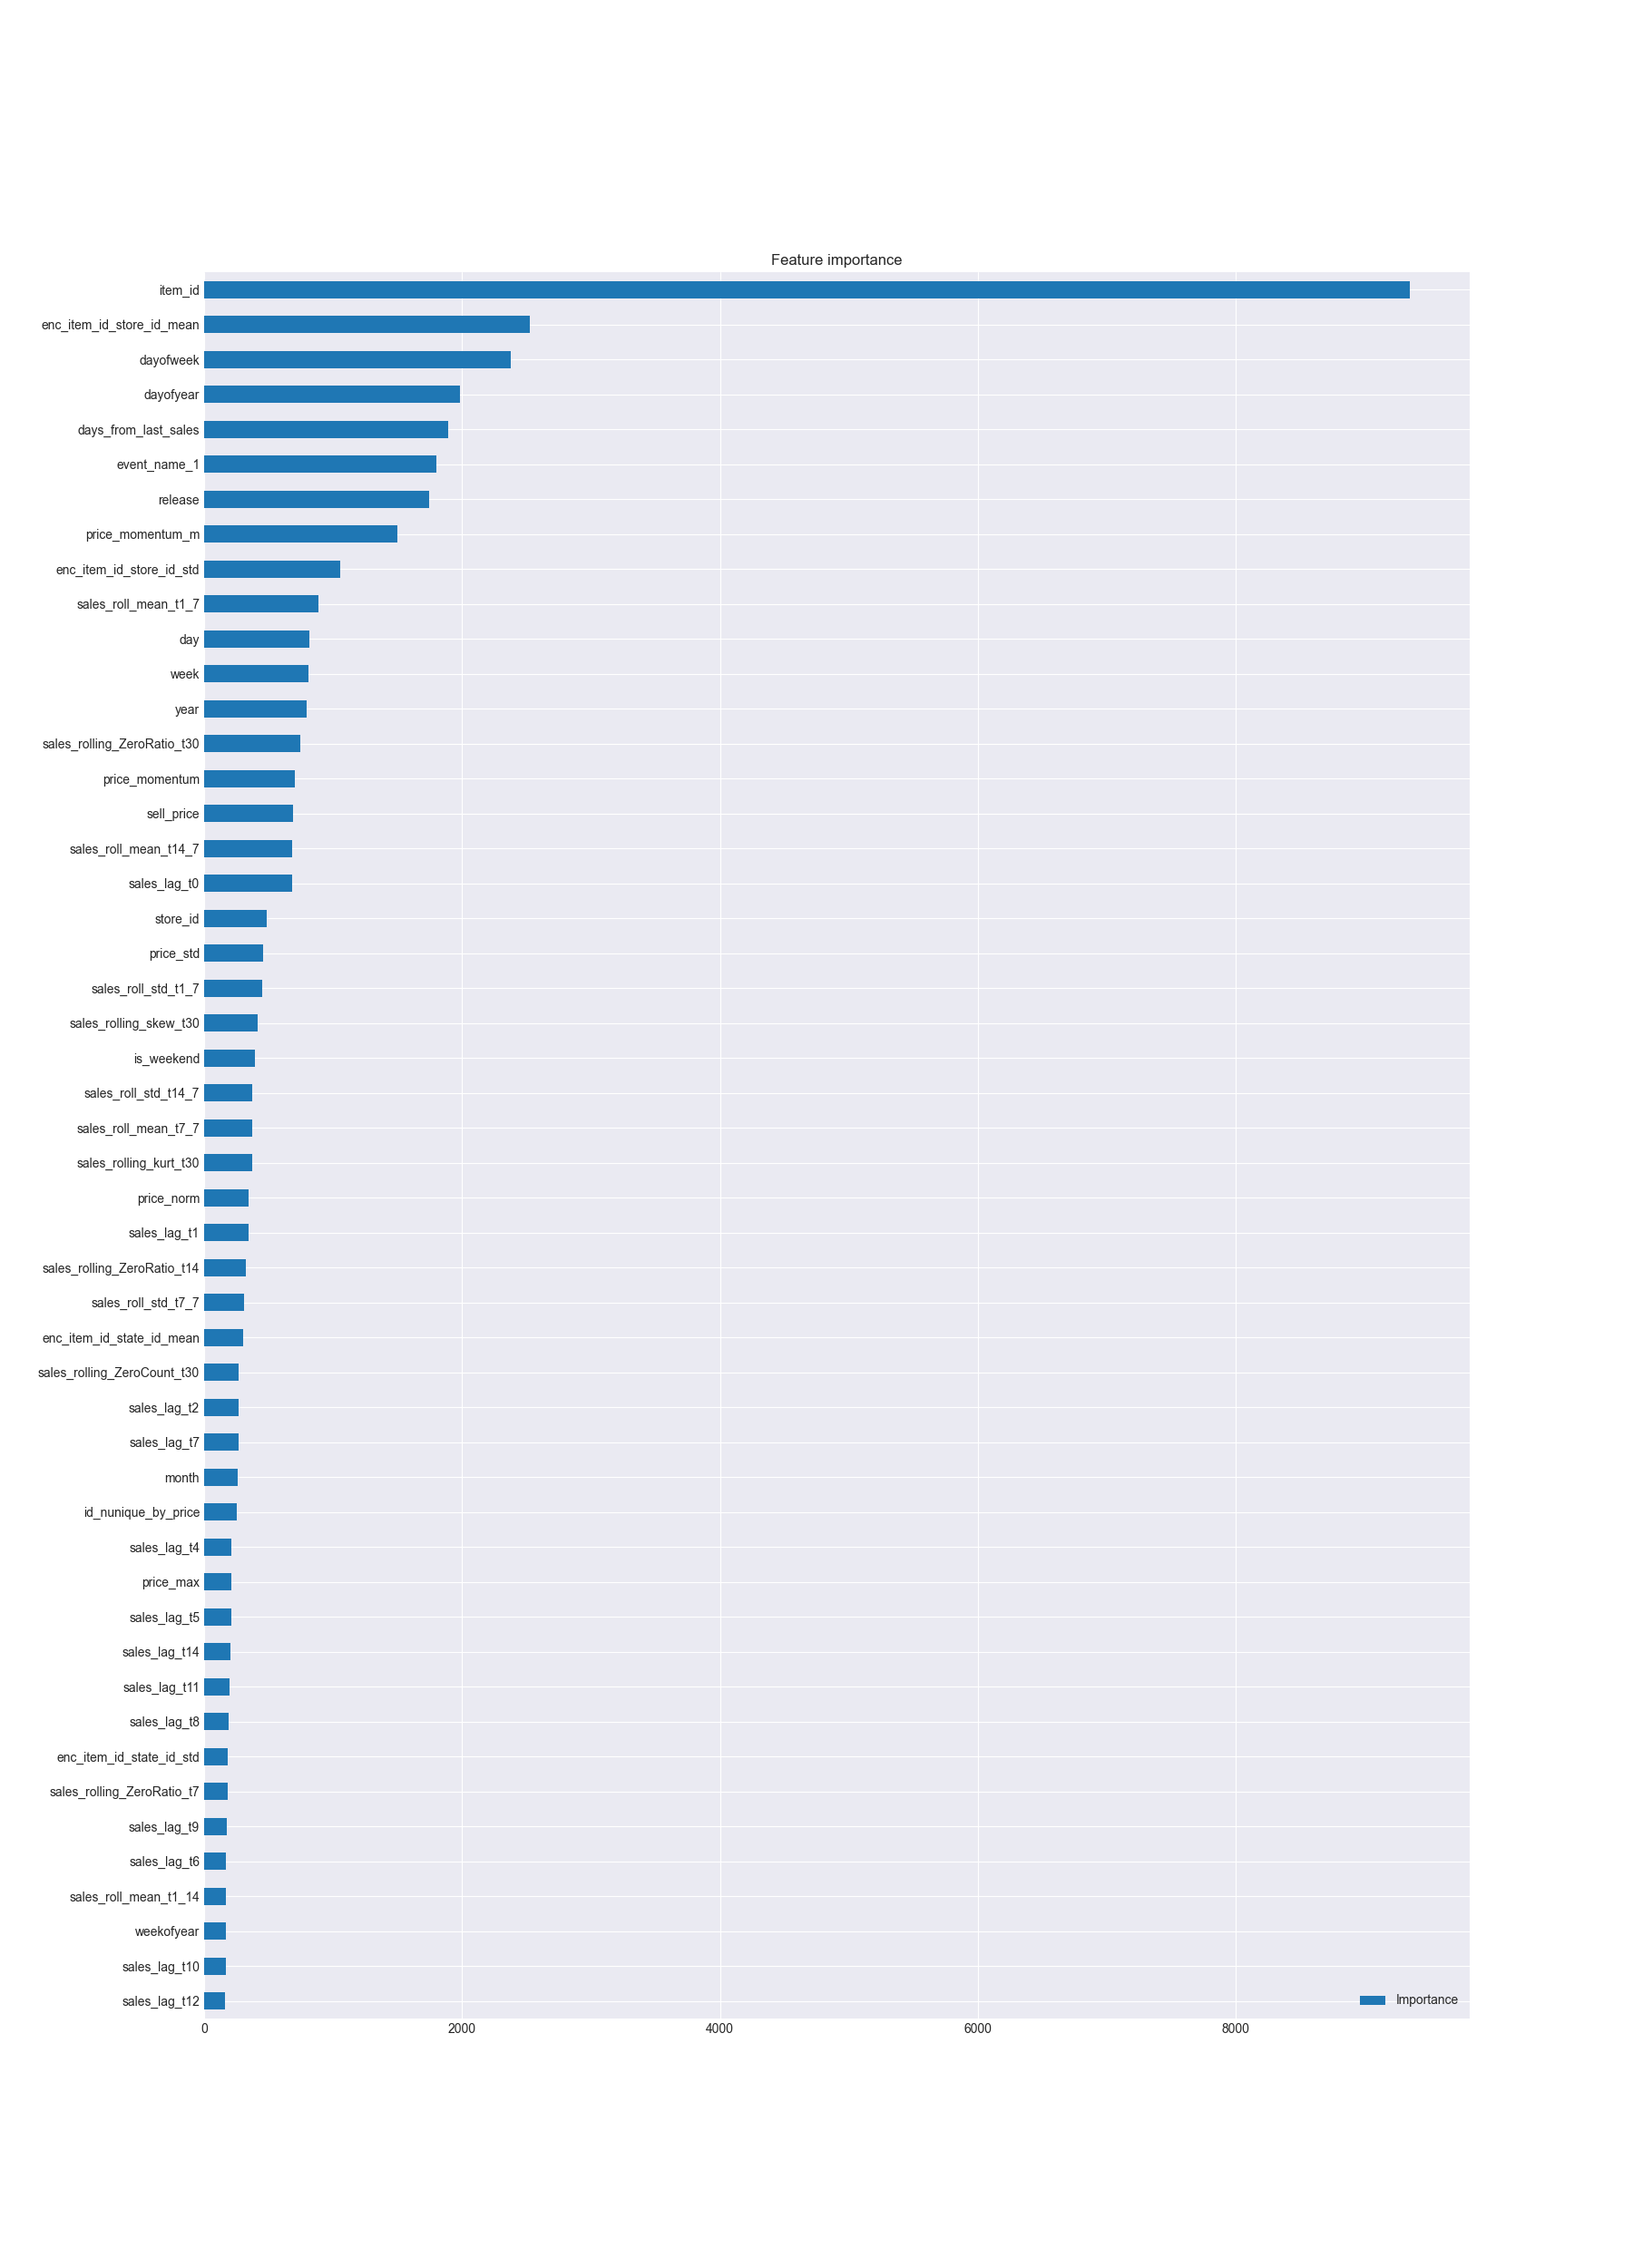 Feature importance
item_id
enc_item_id_store_id_mean
dayofweek
dayofyear
days_from_last_sales
event_name_1
release
price_momentum_m
enc_item_id_store_id_std
sales_roll_mean_t1_7
day
week
year
sales_rolling_ZeroRatio_t30
price_momentum
sell_price
sales_roll_mean_t14_7
sales_lag_t0
store_id
price_std
sales_roll_std_t1_7
sales_rolling_skew_t30
is_weekend
sales_roll_std_t14_7
sales_roll_mean_t7_7
sales_rolling_kurt_t30
price_norm
sales_lag_t1
sales_rolling_ZeroRatio_t14
sales_roll_std_t7_7
enc_item_id_state_id_mean
sales_rolling_ZeroCount_t30
sales_lag_t2
sales_lag_t7
month
id_nunique_by_price
sales_lag_t4
price_max
sales_lag_t5
sales_lag_t14
sales_lag_t11
sales_lag_t8
enc_item_id_state_id_std
sales_rolling_ZeroRatio_t7
sales_lag_t9
sales_lag_t6
sales_roll_mean_t1_14
weekofyear
sales_lag_t10
sales_lag_t12
Importance
0 2000 4000 6000 8000